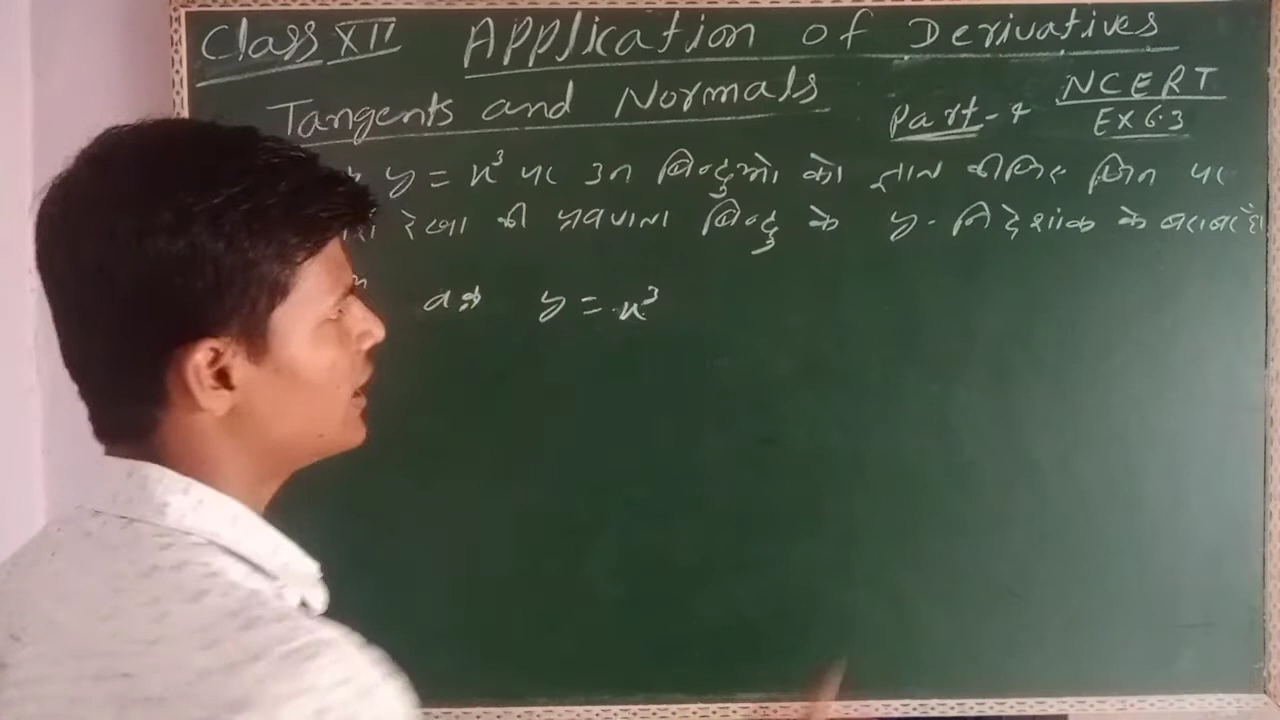 Class XII Application of Derivatives
Tangents and Normals
Part-
NCERT
EX 6.3
y = x³ पर उन बिन्दुओं को ज्ञात कीजिए जिन पर
रेखा की प्रवणता बिन्दु के y- निर्देशांक के बराबर है
y = x³